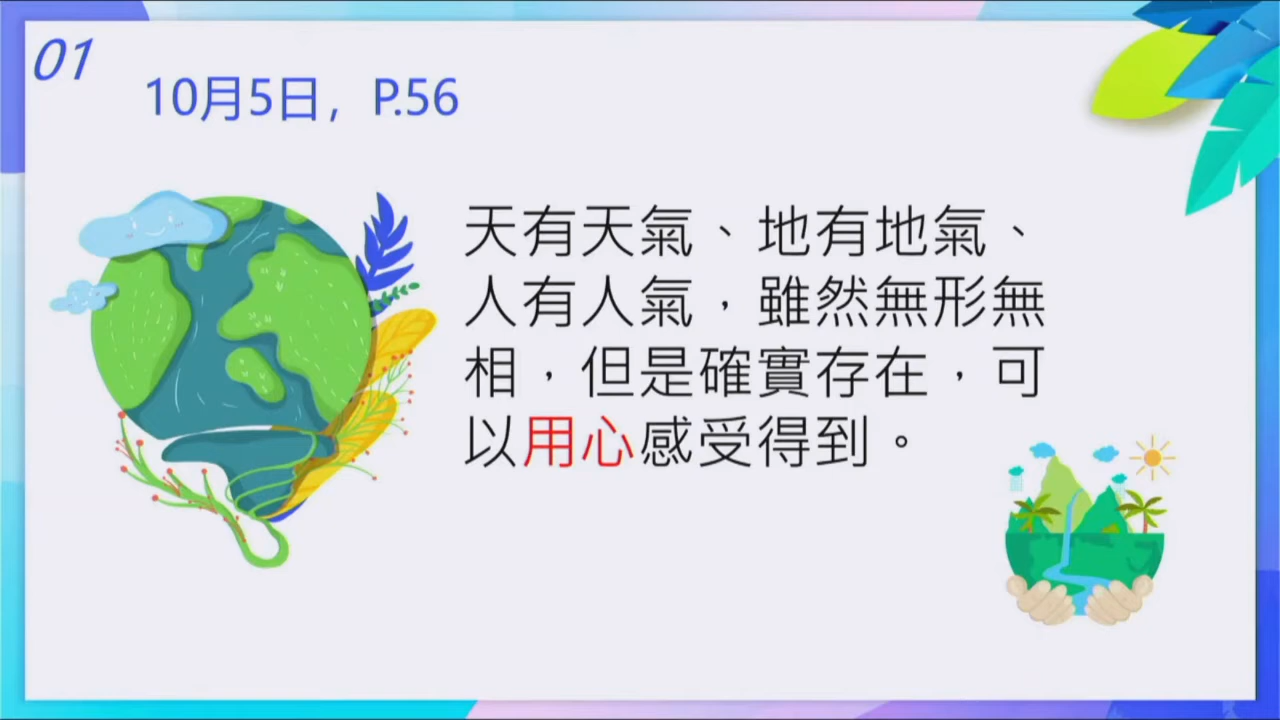 01
10月5日，P.56
天有天氣、地有地氣、
人有人氣，雖然無形無
相，但是確實存在，可
以用心感受得到。